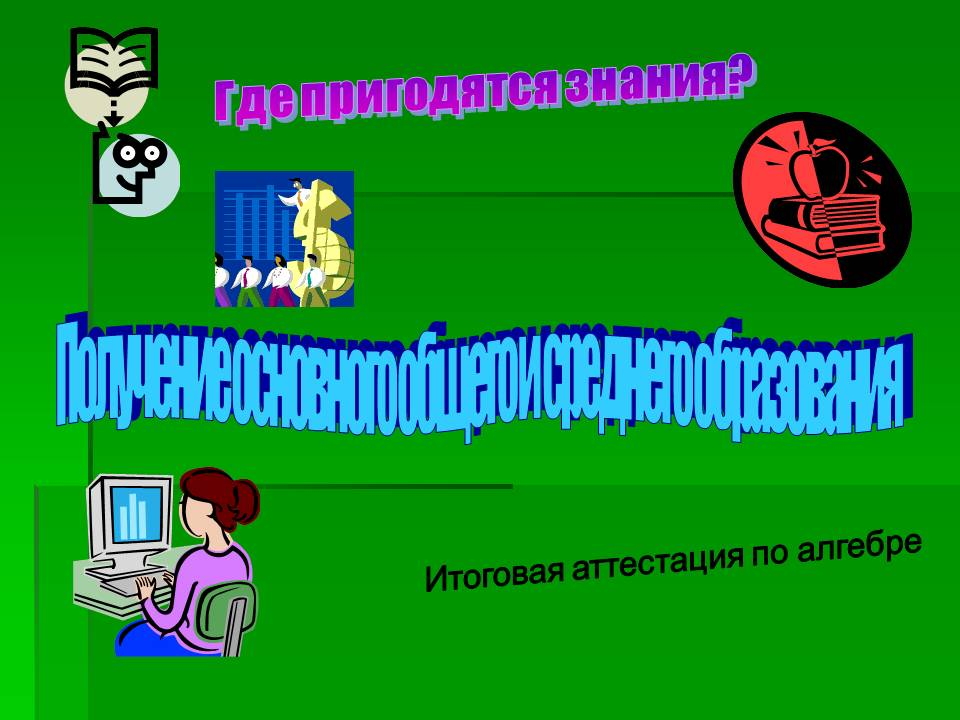 Где пригодятся знания?
Получение основного общего и среднего образования
Итоговая аттестация по алгебре